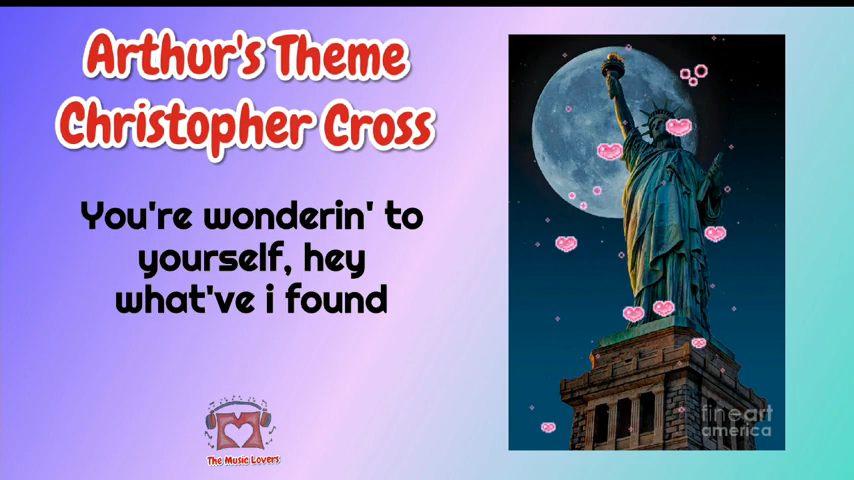 Arthur's Theme
Christopher Cross
You're wonderin' to
yourself, hey
what've i found
The Music Lovers
fineart
america